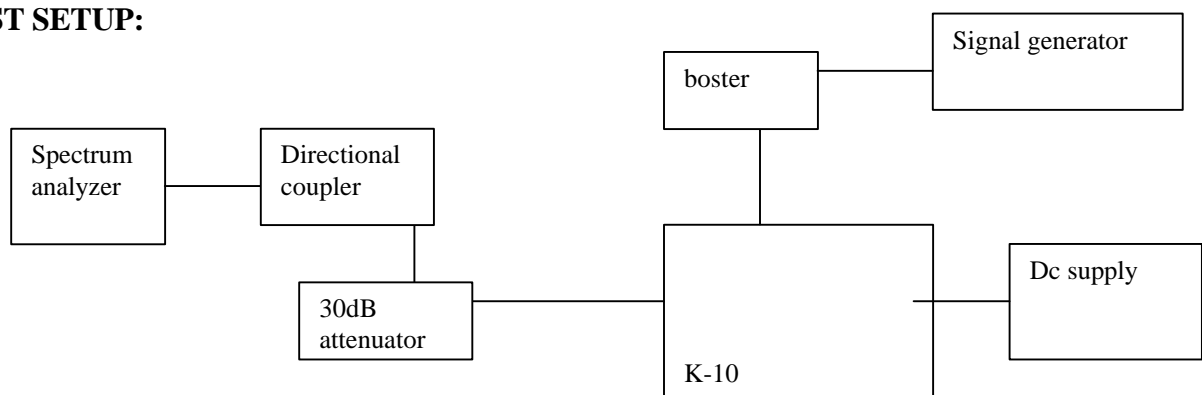 ST SETUP:
Signal generator
boster
Spectrum
analyzer
Directional
coupler
Dc supply
30dB
attenuator
K-10